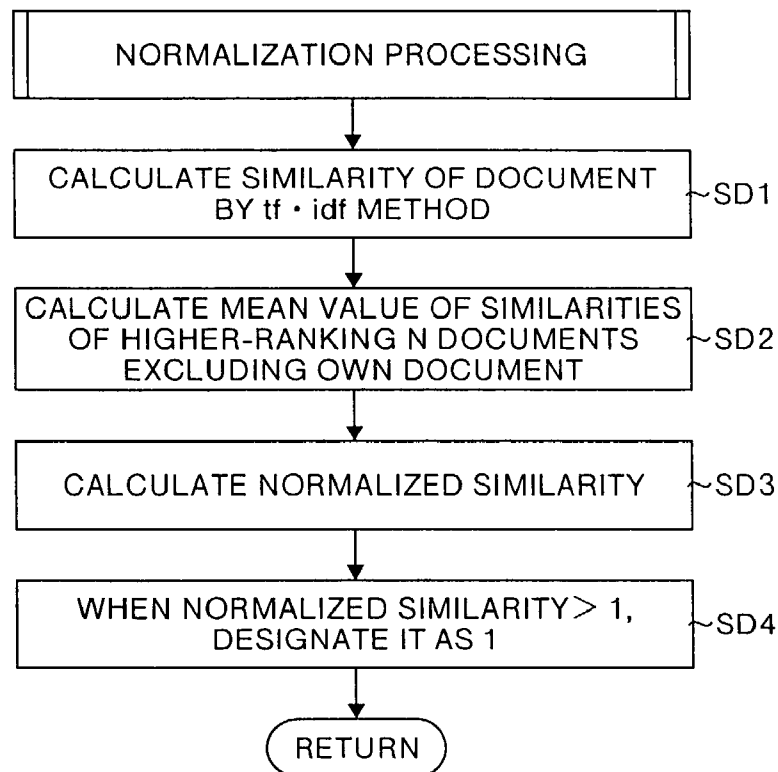 NORMALIZATION PROCESSING
CALCULATE SIMILARITY OF DOCUMENT
BY tf・idf METHOD
SD1
CALCULATE MEAN VALUE OF SIMILARITIES
OF HIGHER-RANKING N DOCUMENTS
EXCLUDING OWN DOCUMENT
SD2
CALCULATE NORMALIZED SIMILARITY
SD3
WHEN NORMALIZED SIMILARITY > 1,
DESIGNATE IT AS 1
SD4
RETURN